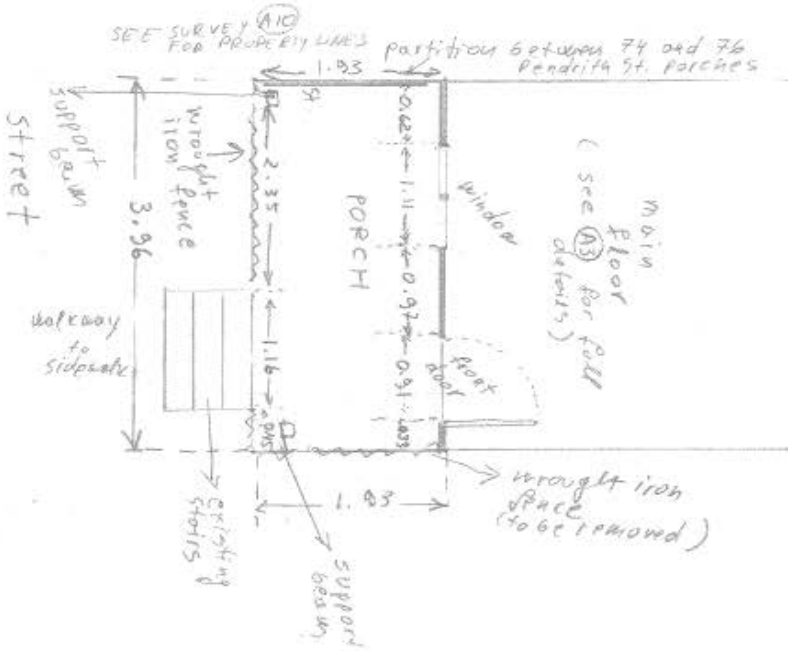 SEE SURVEY A10
FOR PROPERTY LINES
partition between 74 and 76
Pendrith St. porches
1.93
support
beam
Street
wrought
iron fence
3.96
2.35
0.62
1.11
0.97
0.91
PORCH
window
main
floor
(see A3 for full
details)
front
door
walkway
to
sidewalk
1.16
0.45
1.83
existing
stairs
support
beam
wrought iron
fence
(to be removed)